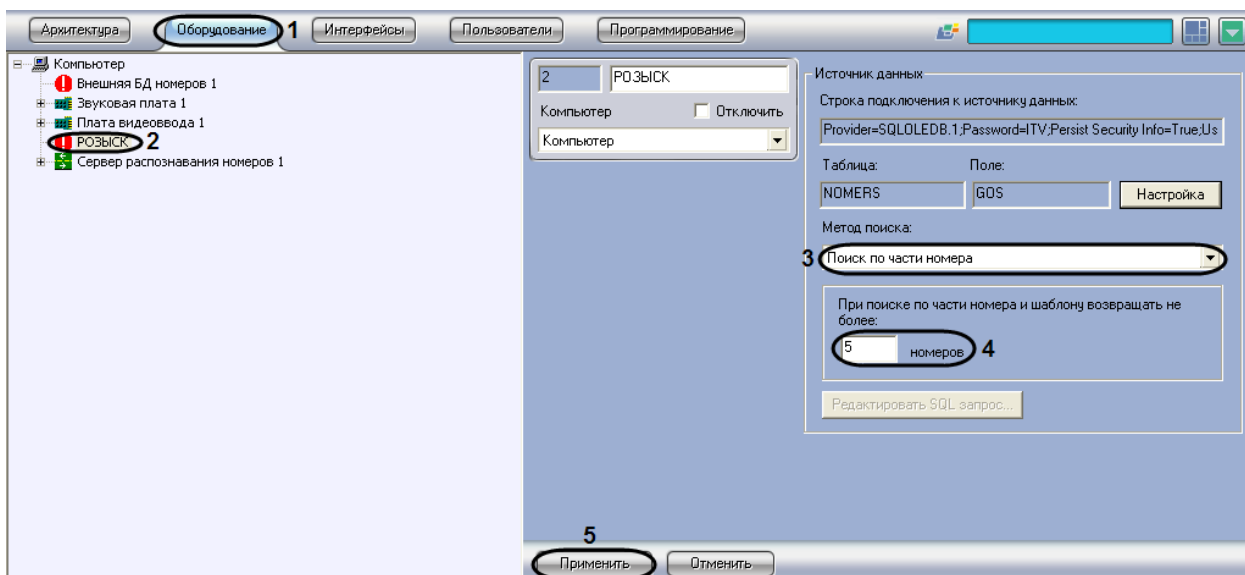 Архитектура Оборудование 1 Интерфейсы Пользователи Программирование
Компьютер
Внешняя БД номеров 1
Звуковая плата 1
Плата видеоввода 1
РОЗЫСК 2
Сервер распознавания номеров 1
2 РОЗЫСК
Компьютер Отключить
Компьютер
Источник данных
Строка подключения к источнику данных:
Provider=SQLOLEDB.1;Password=ITV;Persist Security Info=True;Us
Таблица: Поле:
NOMERS GOS Настройка
Метод поиска:
3 Поиск по части номера
При поиске по части номера и шаблону возвращать не
более:
5 номеров 4
Редактировать SQL запрос...
5
Применить Отменить